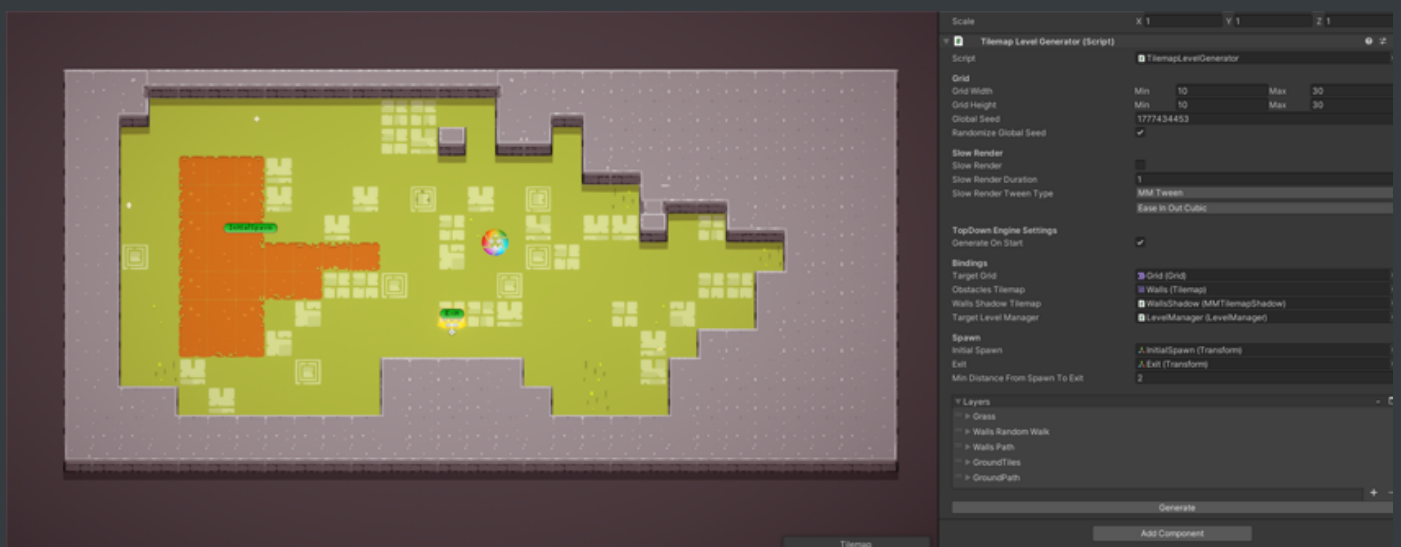 Scale X 1 Y 1 Z 1
Tilemap Level Generator (Script)
Script TilemapLevelGenerator
Grid
Grid Width Min 10 Max 30
Grid Height Min 10 Max 30
Global Seed 1777434453
Randomize Global Seed
Slow Render
Slow Render
Slow Render Duration 1
Slow Render Tween Type MM Tween
Ease In Out Cubic
TopDown Engine Settings
Generate On Start
Bindings
Target Grid Grid (Grid)
Obstacles Tilemap Walls (Tilemap)
Walls Shadow Tilemap WallsShadow (MMTilemapShadow)
Target Level Manager LevelManager (LevelManager)
Spawn
Initial Spawn InitialSpawn (Transform)
Exit Exit (Transform)
Min Distance From Spawn To Exit 2
Layers
Grass
Walls Random Walk
Walls Path
GroundTiles
GroundPath
Generate
Add Component
InitialSpawn
Exit
Tilemap